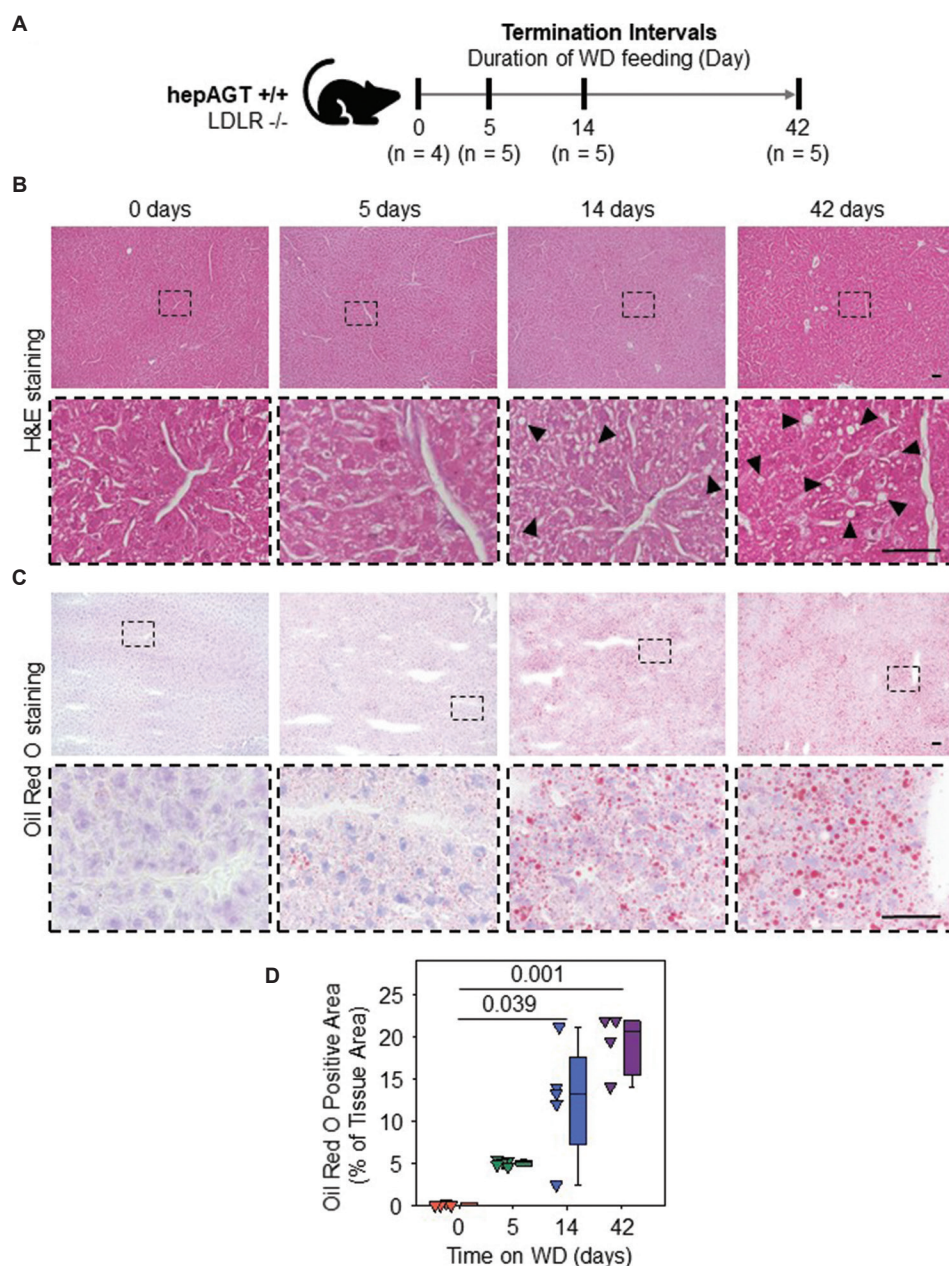 A
Termination Intervals
Duration of WD feeding (Day)
hepAGT +/+
LDLR -/-
0 5 14 42
(n = 4) (n = 5) (n = 5) (n = 5)
B
0 days 5 days 14 days 42 days
H&E staining
C
Oil Red O staining
D
Oil Red O Positive Area
(% of Tissue Area)
25
20
15
10
5
0
0.001
0.039
0 5 14 42
Time on WD (days)